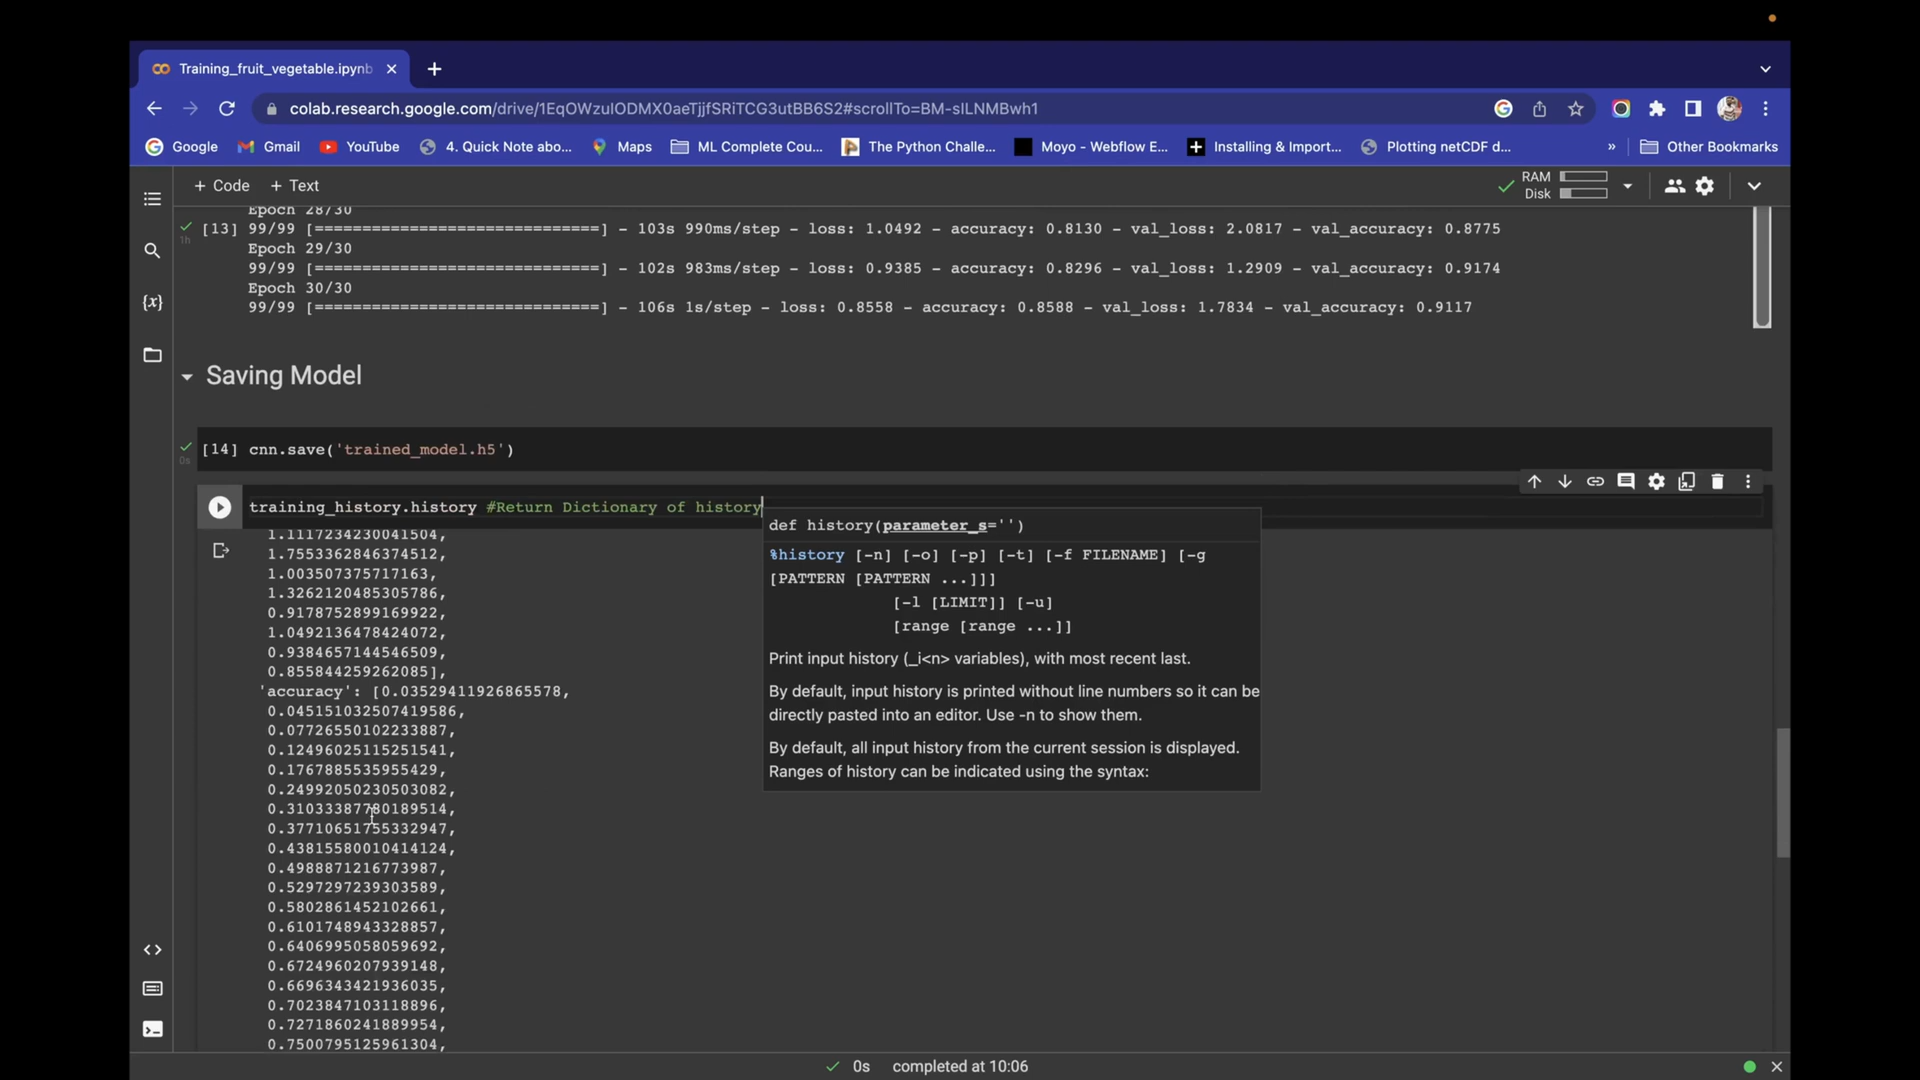 Training_fruit_vegetable.ipynb
colab.research.google.com/drive/1EqOWzuIODMX0aeTjjfSRiTCG3utBB6S2#scrollTo=BM-sILNMBwh1
Google Gmail YouTube 4. Quick Note abo... Maps ML Complete Cou... The Python Challe... Moyo - Webflow E... Installing & Import... Plotting netCDF d... » Other Bookmarks
+ Code + Text
RAM
Disk
Epoch 28/30
[13] 99/99 [==============================] - 103s 990ms/step - loss: 1.0492 - accuracy: 0.8130 - val_loss: 2.0817 - val_accuracy: 0.8775
1h
Epoch 29/30
99/99 [==============================] - 102s 983ms/step - loss: 0.9385 - accuracy: 0.8296 - val_loss: 1.2909 - val_accuracy: 0.9174
Epoch 30/30
99/99 [==============================] - 106s 1s/step - loss: 0.8558 - accuracy: 0.8588 - val_loss: 1.7834 - val_accuracy: 0.9117
{x}
Saving Model
[14] cnn.save('trained_model.h5')
0s
training_history.history #Return Dictionary of history
def history(parameter_s='')
%history [-n] [-o] [-p] [-t] [-f FILENAME] [-g
[PATTERN [PATTERN ...]]]
[-l [LIMIT]] [-u]
[range [range ...]]
Print input history (_i<n> variables), with most recent last.
By default, input history is printed without line numbers so it can be
directly pasted into an editor. Use -n to show them.
By default, all input history from the current session is displayed.
Ranges of history can be indicated using the syntax:
1.1117234230041504,
1.7553362846374512,
1.003507375717163,
1.3262120485305786,
0.9178752899169922,
1.0492136478424072,
0.9384657144546509,
0.855844259262085],
'accuracy': [0.03529411926865578,
0.045151032507419586,
0.07726550102233887,
0.12496025115251541,
0.1767885535955429,
0.24992050230503082,
0.31033387780189514,
0.37710651755332947,
0.43815580010414124,
0.4988871216773987,
0.5297297239303589,
0.5802861452102661,
0.6101748943328857,
0.6406995058059692,
0.6724960207939148,
0.6696343421936035,
0.7023847103118896,
0.7271860241889954,
0.7500795125961304,
0s completed at 10:06